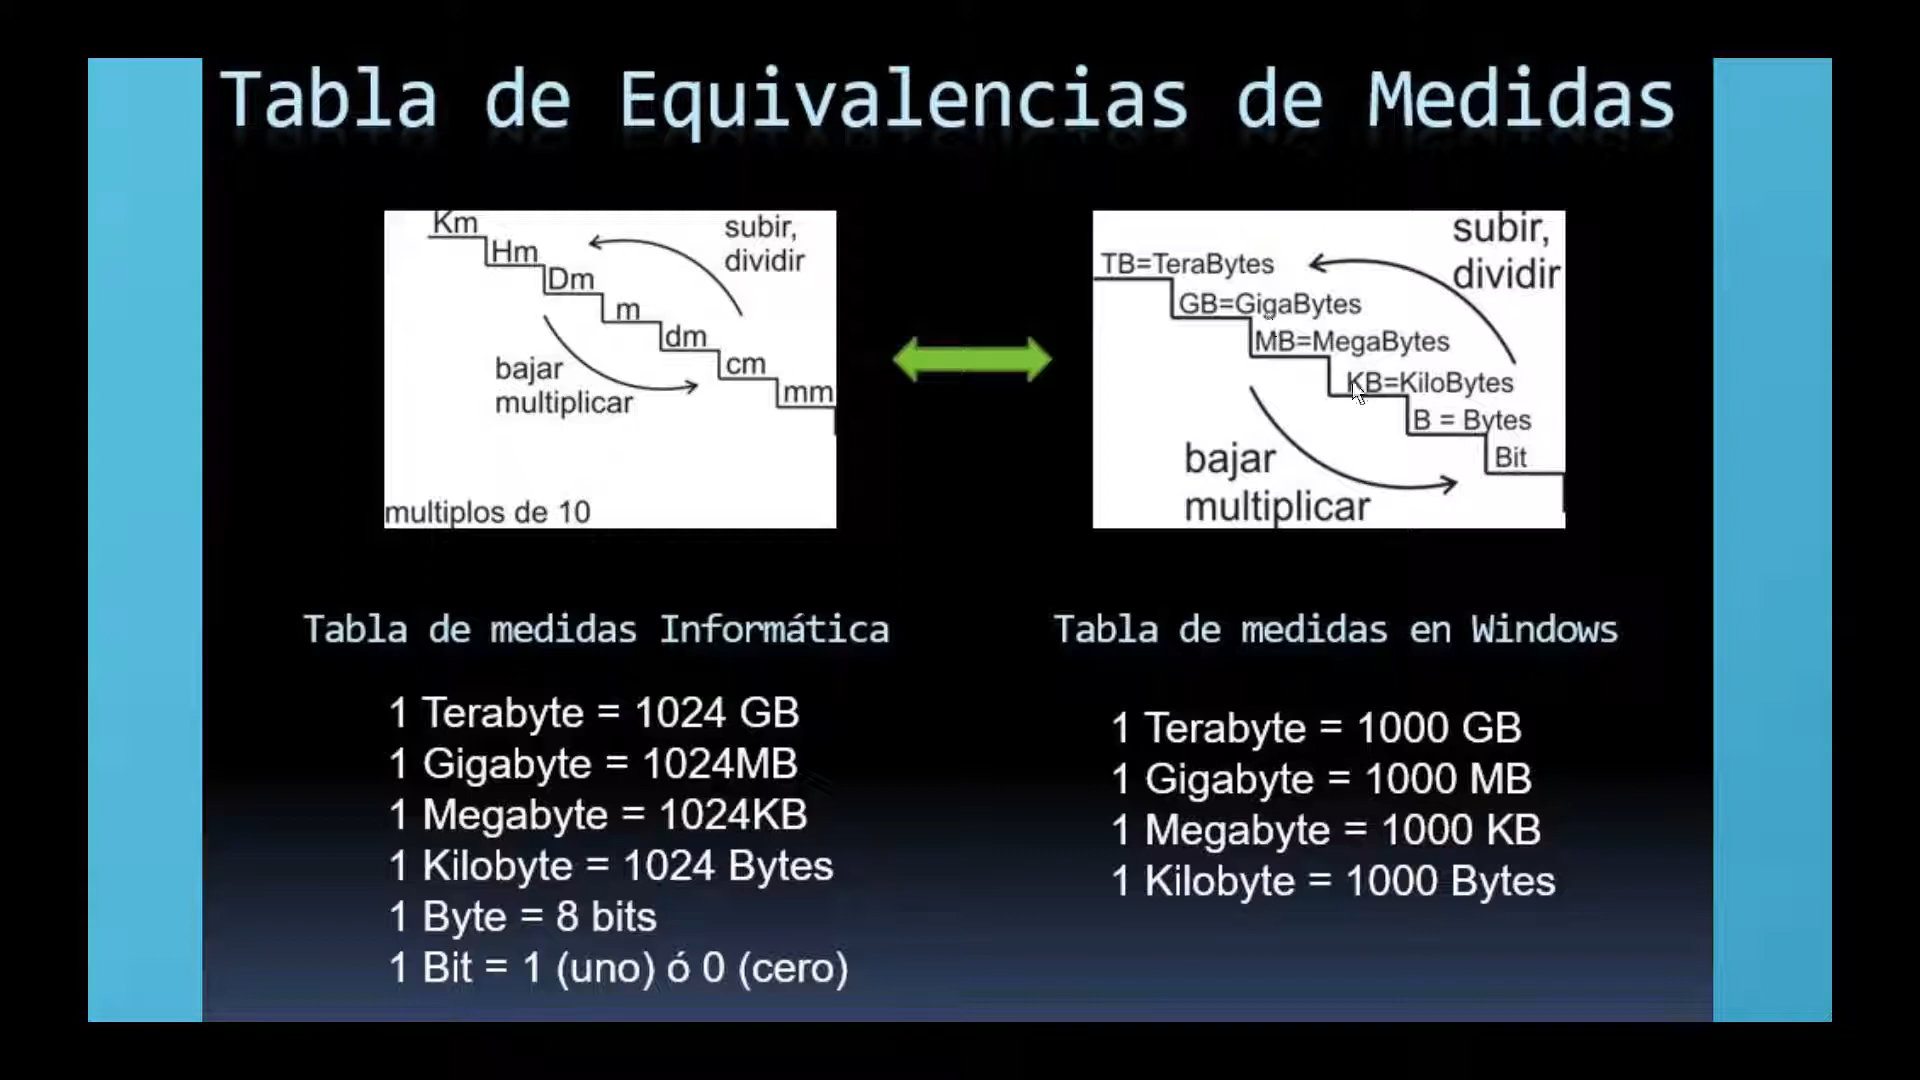 Tabla de Equivalencias de Medidas
Km
Hm
Dm
m
dm
cm
mm
subir,
dividir
bajar
multiplicar
multiplos de 10
TB=TeraBytes
GB=GigaBytes
MB=MegaBytes
KB=KiloBytes
B = Bytes
Bit
subir,
dividir
bajar
multiplicar
Tabla de medidas Informática
1 Terabyte = 1024 GB
1 Gigabyte = 1024MB
1 Megabyte = 1024KB
1 Kilobyte = 1024 Bytes
1 Byte = 8 bits
1 Bit = 1 (uno) ó 0 (cero)
Tabla de medidas en Windows
1 Terabyte = 1000 GB
1 Gigabyte = 1000 MB
1 Megabyte = 1000 KB
1 Kilobyte = 1000 Bytes